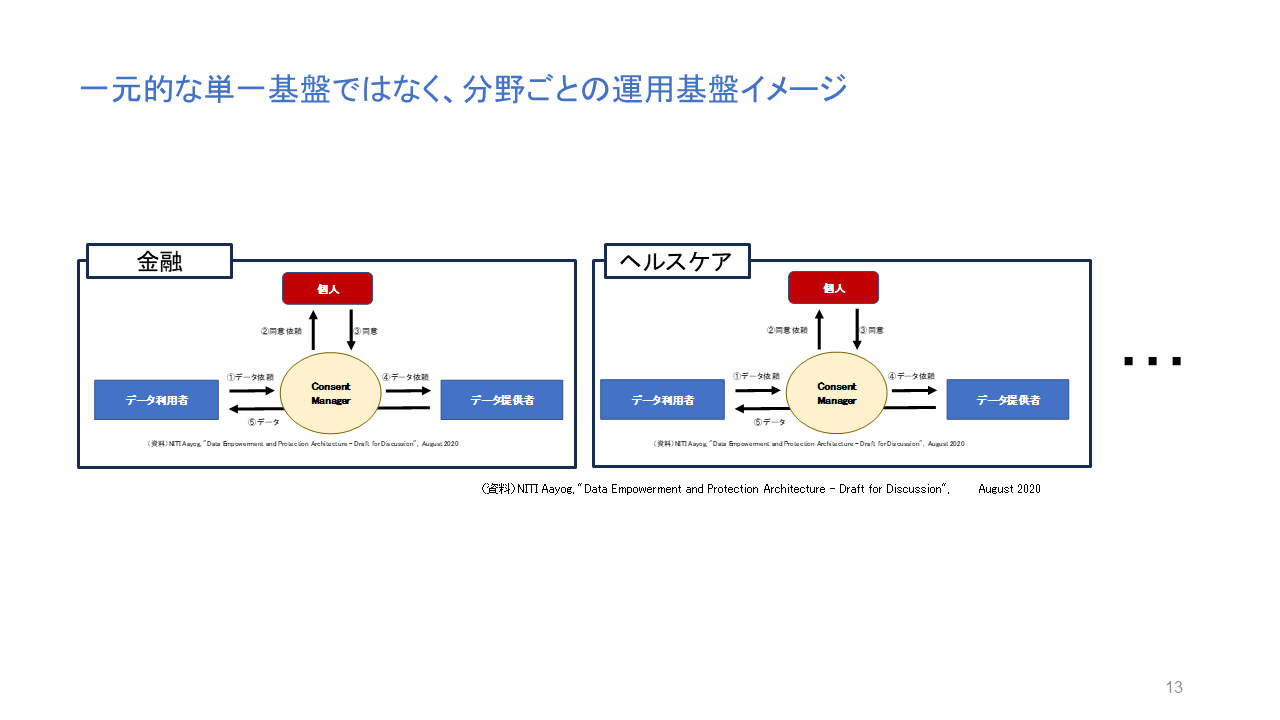 一元的な単一基盤ではなく、分野ごとの運用基盤イメージ
金融
個人
②同意依頼
③同意
①データ依頼
Consent
Manager
④データ依頼
データ利用者
データ提供者
⑤データ
（資料）NITI Aayog, "Data Empowerment and Protection Architecture – Draft for Discussion", August 2020
ヘルスケア
個人
②同意依頼
③同意
①データ依頼
Consent
Manager
④データ依頼
データ利用者
データ提供者
⑤データ
（資料）NITI Aayog, "Data Empowerment and Protection Architecture – Draft for Discussion", August 2020
・・・
（資料）NITI Aayog, "Data Empowerment and Protection Architecture – Draft for Discussion", August 2020
13